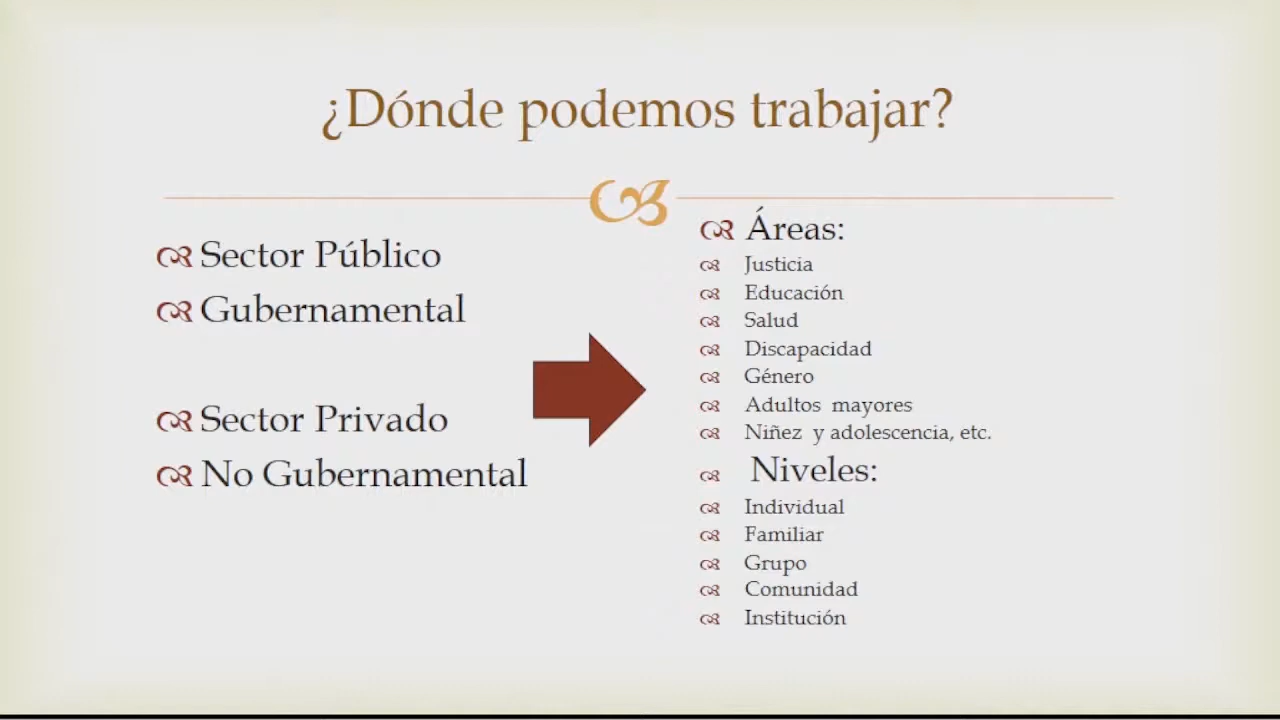 ¿Dónde podemos trabajar?
Sector Público
Gubernamental
Sector Privado
No Gubernamental
Áreas:
Justicia
Educación
Salud
Discapacidad
Género
Adultos mayores
Niñez y adolescencia, etc.
Niveles:
Individual
Familiar
Grupo
Comunidad
Institución